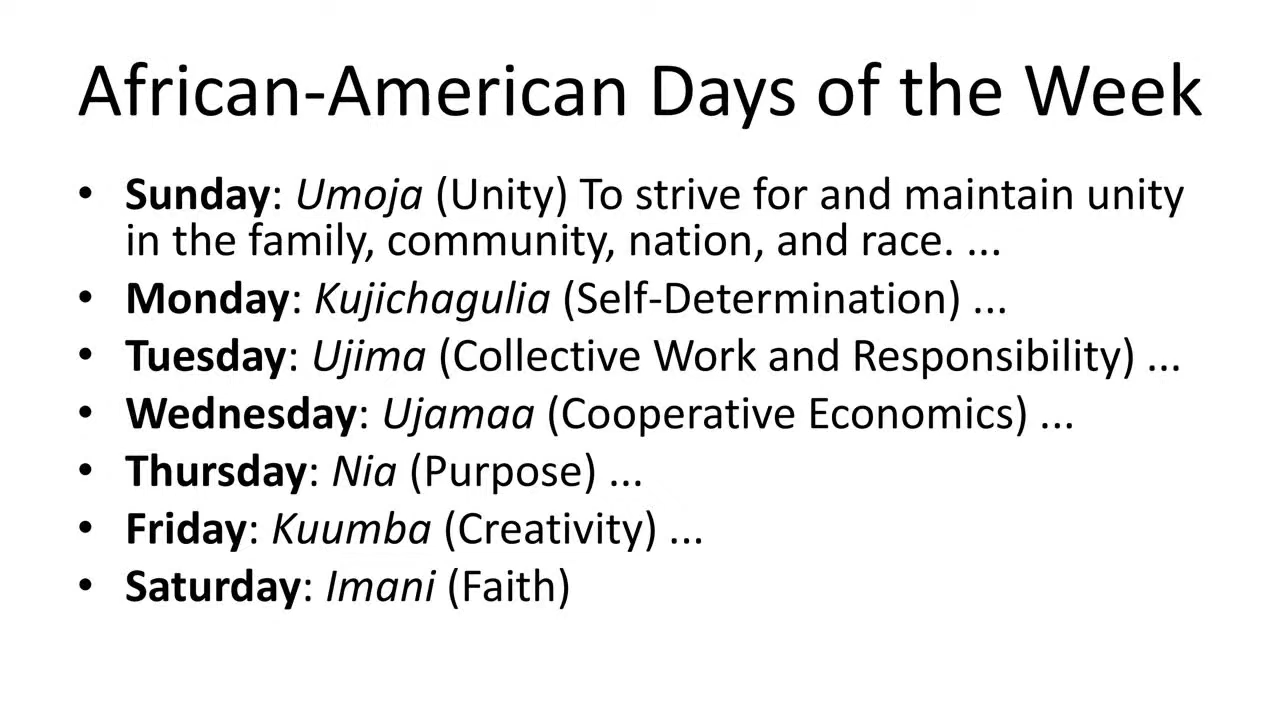 African-American Days of the Week
• Sunday: Umoja (Unity) To strive for and maintain unity
in the family, community, nation, and race. ...
• Monday: Kujichagulia (Self-Determination) ...
• Tuesday: Ujima (Collective Work and Responsibility) ...
• Wednesday: Ujamaa (Cooperative Economics) ...
• Thursday: Nia (Purpose) ...
• Friday: Kuumba (Creativity) ...
• Saturday: Imani (Faith)